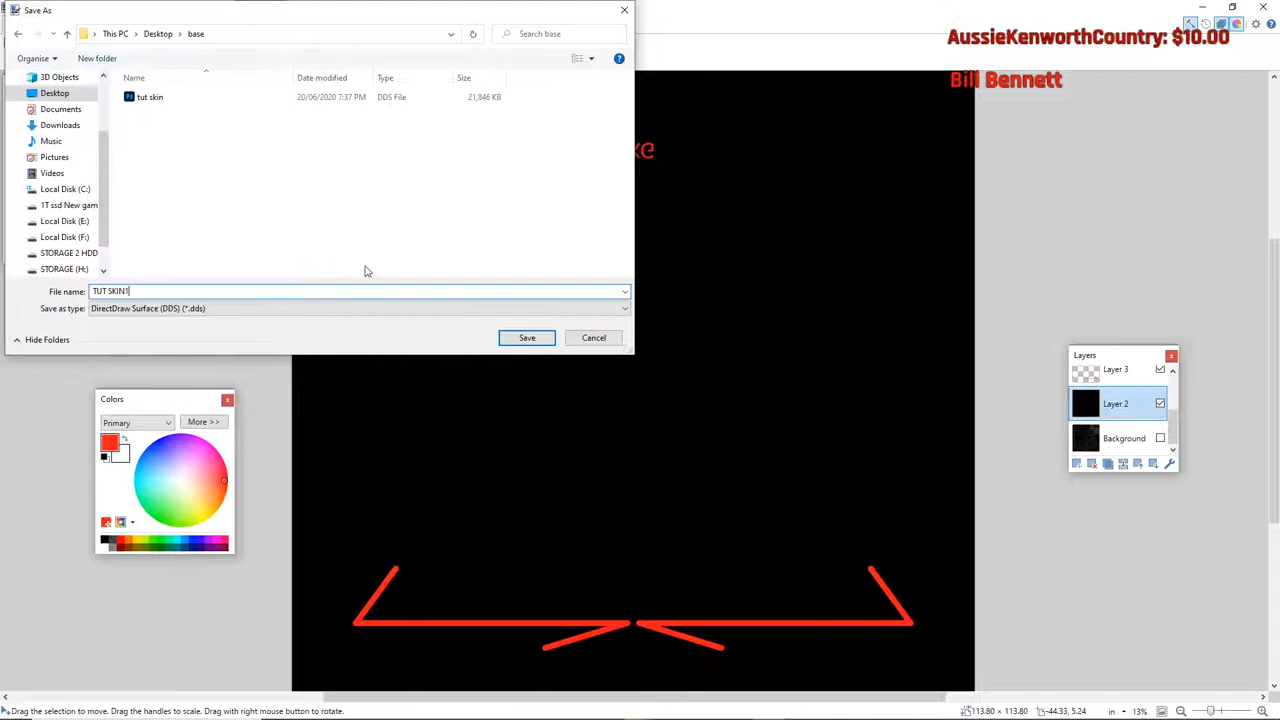 Save As
AussieKenworthCountry: $10.00
Bill Bennett
This PC > Desktop > base
Search base
Organise
New folder
Name
Date modified
Type
Size
3D Objects
Desktop
Documents
Downloads
Music
Pictures
Videos
Local Disk (C:)
1T ssd New gam
Local Disk (E:)
Local Disk (F:)
STORAGE 2 HDD
STORAGE (H:)
tut skin
20/06/2020 7:37 PM
DDS File
21,846 KB
File name:
TUT SKIN1
Save as type:
DirectDraw Surface (DDS) (*.dds)
Hide Folders
Save
Cancel
Colors
Primary
More >>
Layers
Layer 3
Layer 2
Background
Drag the selection to move. Drag the handles to scale. Drag with right mouse button to rotate.
113.80 × 113.80
-44.33, 5.24
in
13%